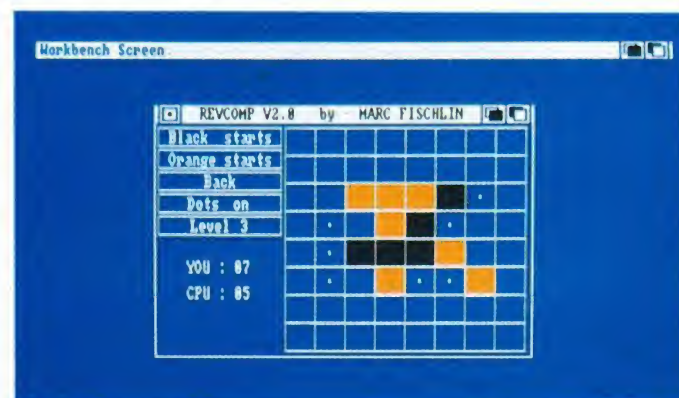 Workbench Screen
REVCOMP V2.0 by MARC FISCHLIN
Black starts
Orange starts
Back
Dots on
Level 3
YOU : 07
CPU : 05